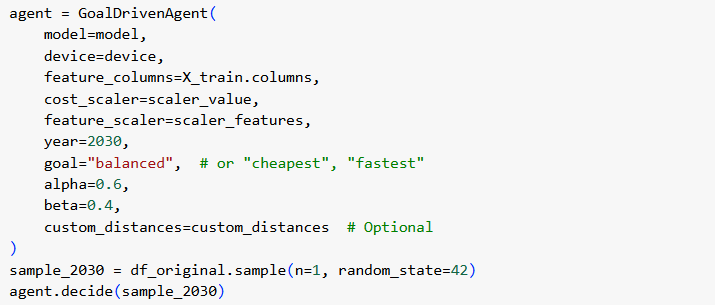 agent = GoalDrivenAgent(
    model=model,
    device=device,
    feature_columns=X_train.columns,
    cost_scaler=scaler_value,
    feature_scaler=scaler_features,
    year=2030,
    goal="balanced",  # or "cheapest", "fastest"
    alpha=0.6,
    beta=0.4,
    custom_distances=custom_distances  # Optional
)
sample_2030 = df_original.sample(n=1, random_state=42)
agent.decide(sample_2030)